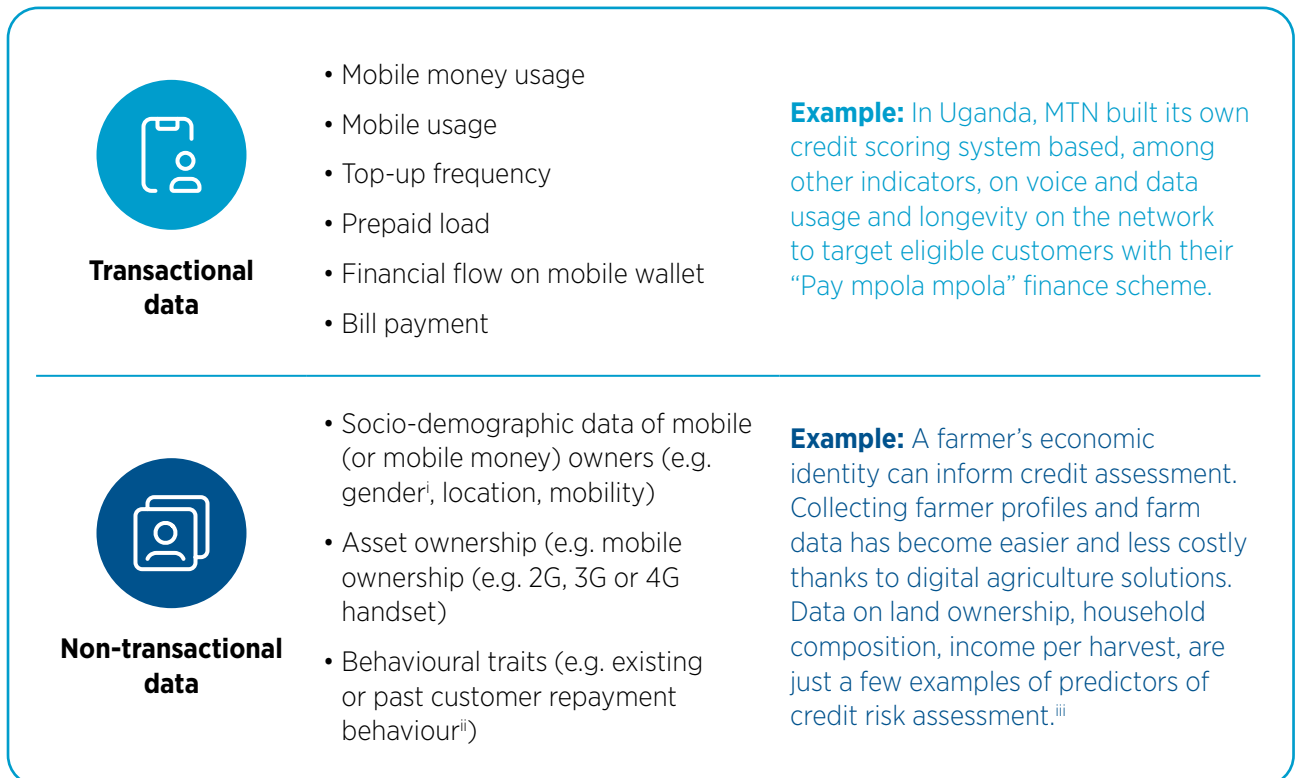 • Mobile money usage
• Mobile usage
• Top-up frequency
• Prepaid load
• Financial flow on mobile wallet
• Bill payment
Transactional
data
Example: In Uganda, MTN built its own
credit scoring system based, among
other indicators, on voice and data
usage and longevity on the network
to target eligible customers with their
“Pay mpola mpola” finance scheme.
• Socio-demographic data of mobile
(or mobile money) owners (e.g.
genderⁱ, location, mobility)
• Asset ownership (e.g. mobile
ownership (e.g. 2G, 3G or 4G
handset)
• Behavioural traits (e.g. existing
or past customer repayment
behaviourⁱⁱ)
Non-transactional
data
Example: A farmer’s economic
identity can inform credit assessment.
Collecting farmer profiles and farm
data has become easier and less costly
thanks to digital agriculture solutions.
Data on land ownership, household
composition, income per harvest, are
just a few examples of predictors of
credit risk assessment.ⁱⁱⁱ